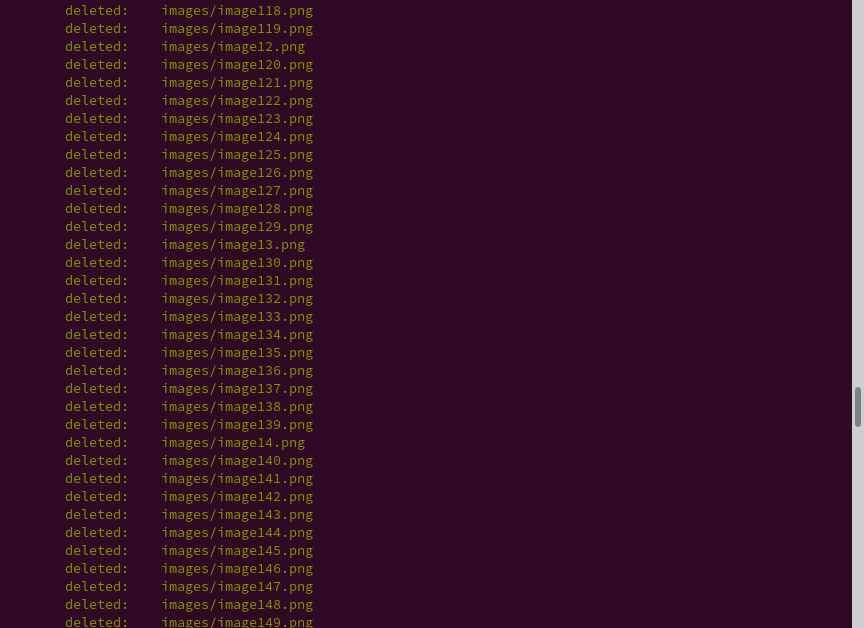 deleted:    images/image118.png
deleted:    images/image119.png
deleted:    images/image12.png
deleted:    images/image120.png
deleted:    images/image121.png
deleted:    images/image122.png
deleted:    images/image123.png
deleted:    images/image124.png
deleted:    images/image125.png
deleted:    images/image126.png
deleted:    images/image127.png
deleted:    images/image128.png
deleted:    images/image129.png
deleted:    images/image13.png
deleted:    images/image130.png
deleted:    images/image131.png
deleted:    images/image132.png
deleted:    images/image133.png
deleted:    images/image134.png
deleted:    images/image135.png
deleted:    images/image136.png
deleted:    images/image137.png
deleted:    images/image138.png
deleted:    images/image139.png
deleted:    images/image14.png
deleted:    images/image140.png
deleted:    images/image141.png
deleted:    images/image142.png
deleted:    images/image143.png
deleted:    images/image144.png
deleted:    images/image145.png
deleted:    images/image146.png
deleted:    images/image147.png
deleted:    images/image148.png
deleted:    images/image149.png